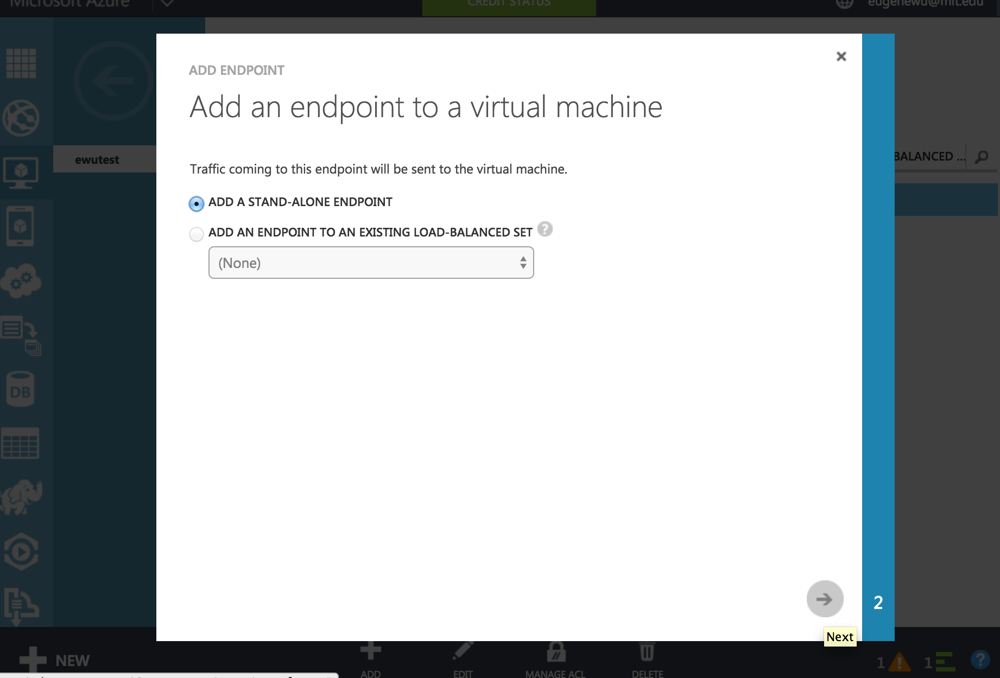 Microsoft Azure
CREDIT STATUS
eugenewu@mit.edu
ADD ENDPOINT
Add an endpoint to a virtual machine
ewutest
BALANCED ...
Traffic coming to this endpoint will be sent to the virtual machine.
ADD A STAND-ALONE ENDPOINT
ADD AN ENDPOINT TO AN EXISTING LOAD-BALANCED SET ?
(None)
DB
2
Next
NEW
ADD
EDIT
MANAGE ACL
DELETE
1
1
?